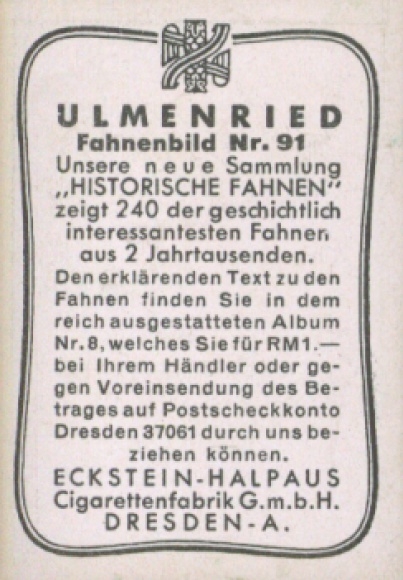 ULMENRIED
Fahnenbild Nr. 91
Unsere neue Sammlung
„HISTORISCHE FAHNEN“
zeigt 240 der geschichtlich
interessantesten Fahnen
aus 2 Jahrtausenden.
Den erklärenden Text zu den
Fahnen finden Sie in dem
reich ausgestatteten Album
Nr. 8, welches Sie für RM 1.—
bei Ihrem Händler oder ge-
gen Voreinsendung des Be-
trages auf Postscheckkonto
Dresden 37061 durch uns be-
ziehen können.
ECKSTEIN-HALPAUS
Cigarettenfabrik G.m.b.H.
DRESDEN-A.